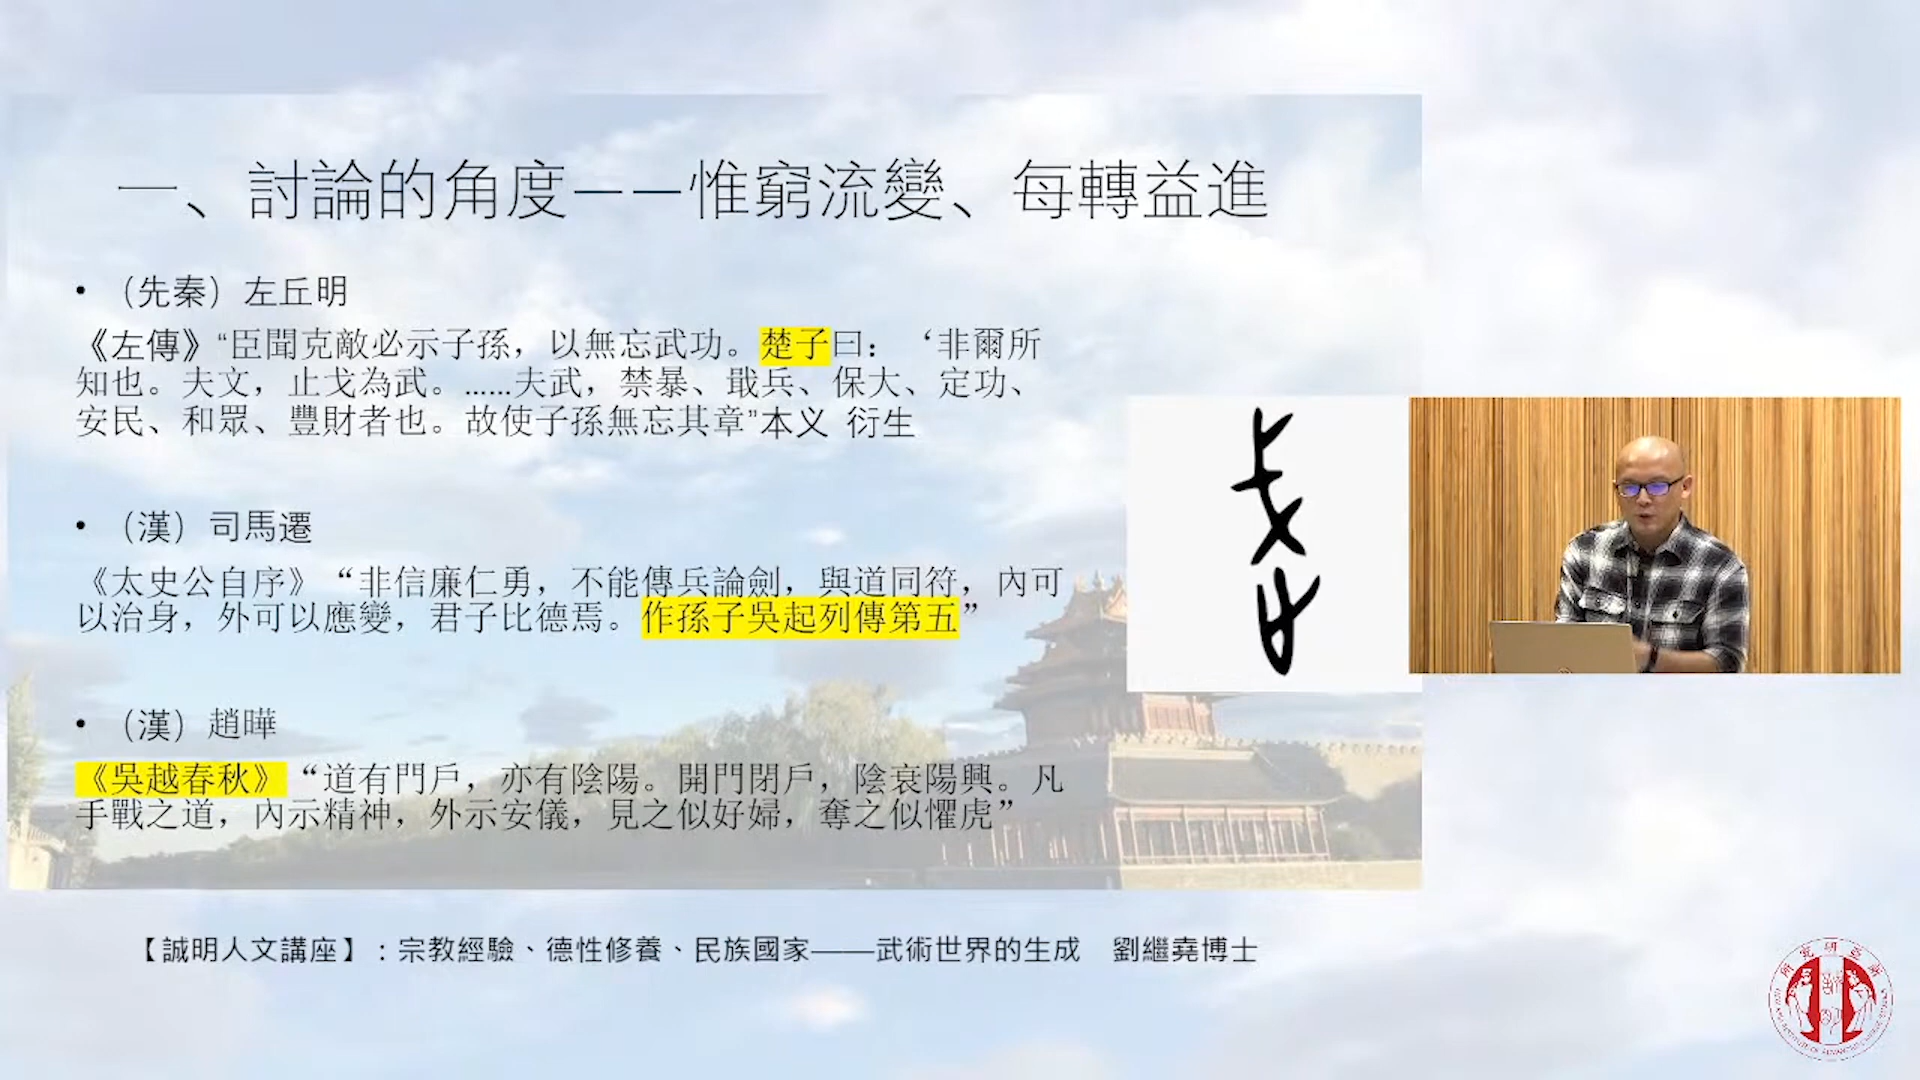 一、討論的角度——惟窮流變、每轉益進
• （先秦）左丘明
《左傳》“臣聞克敵必示子孫，以無忘武功。楚子曰：‘非爾所
知也。夫文，止戈為武。......夫武，禁暴、戢兵、保大、定功、
安民、和眾、豐財者也。故使子孫無忘其章”本义 衍生
• （漢）司馬遷
《太史公自序》“非信廉仁勇，不能傳兵論劍，與道同符，內可
以治身，外可以應變，君子比德焉。作孫子吳起列傳第五”
• （漢）趙曄
《吳越春秋》“道有門戶，亦有陰陽。開門閉戶，陰衰陽興。凡
手戰之道，內示精神，外示安儀，見之似好婦，奪之似懼虎”
【誠明人文講座】：宗教經驗、德性修養、民族國家——武術世界的生成 劉繼堯博士
新亞研究所